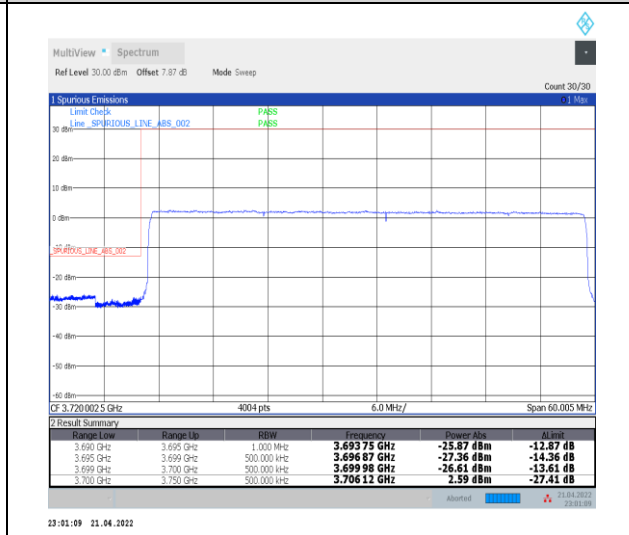 MultiView Spectrum
Ref Level 30.00 dBm Offset 7.87 dB Mode Sweep
Count 30/30
1 Spurious Emissions 1 Max
Limit Check PASS
Line _SPURIOUS_LINE_ABS_002 PASS
30 dBm
20 dBm
10 dBm
0 dBm
_SPURIOUS_LINE_ABS_002
-20 dBm
-30 dBm
-40 dBm
-50 dBm
-60 dBm
CF 3.720 002 5 GHz 4004 pts 6.0 MHz/ Span 60.005 MHz
2 Result Summary
Range Low Range Up RBW Frequency Power Abs ΔLimit
3.690 GHz 3.695 GHz 1.000 MHz 3.693 75 GHz -25.87 dBm -12.87 dB
3.695 GHz 3.699 GHz 500.000 kHz 3.696 87 GHz -27.36 dBm -14.36 dB
3.699 GHz 3.700 GHz 500.000 kHz 3.699 98 GHz -26.61 dBm -13.61 dB
3.700 GHz 3.750 GHz 500.000 kHz 3.706 12 GHz 2.59 dBm -27.41 dB
Aborted 21.04.2022
23:01:09
23:01:09 21.04.2022